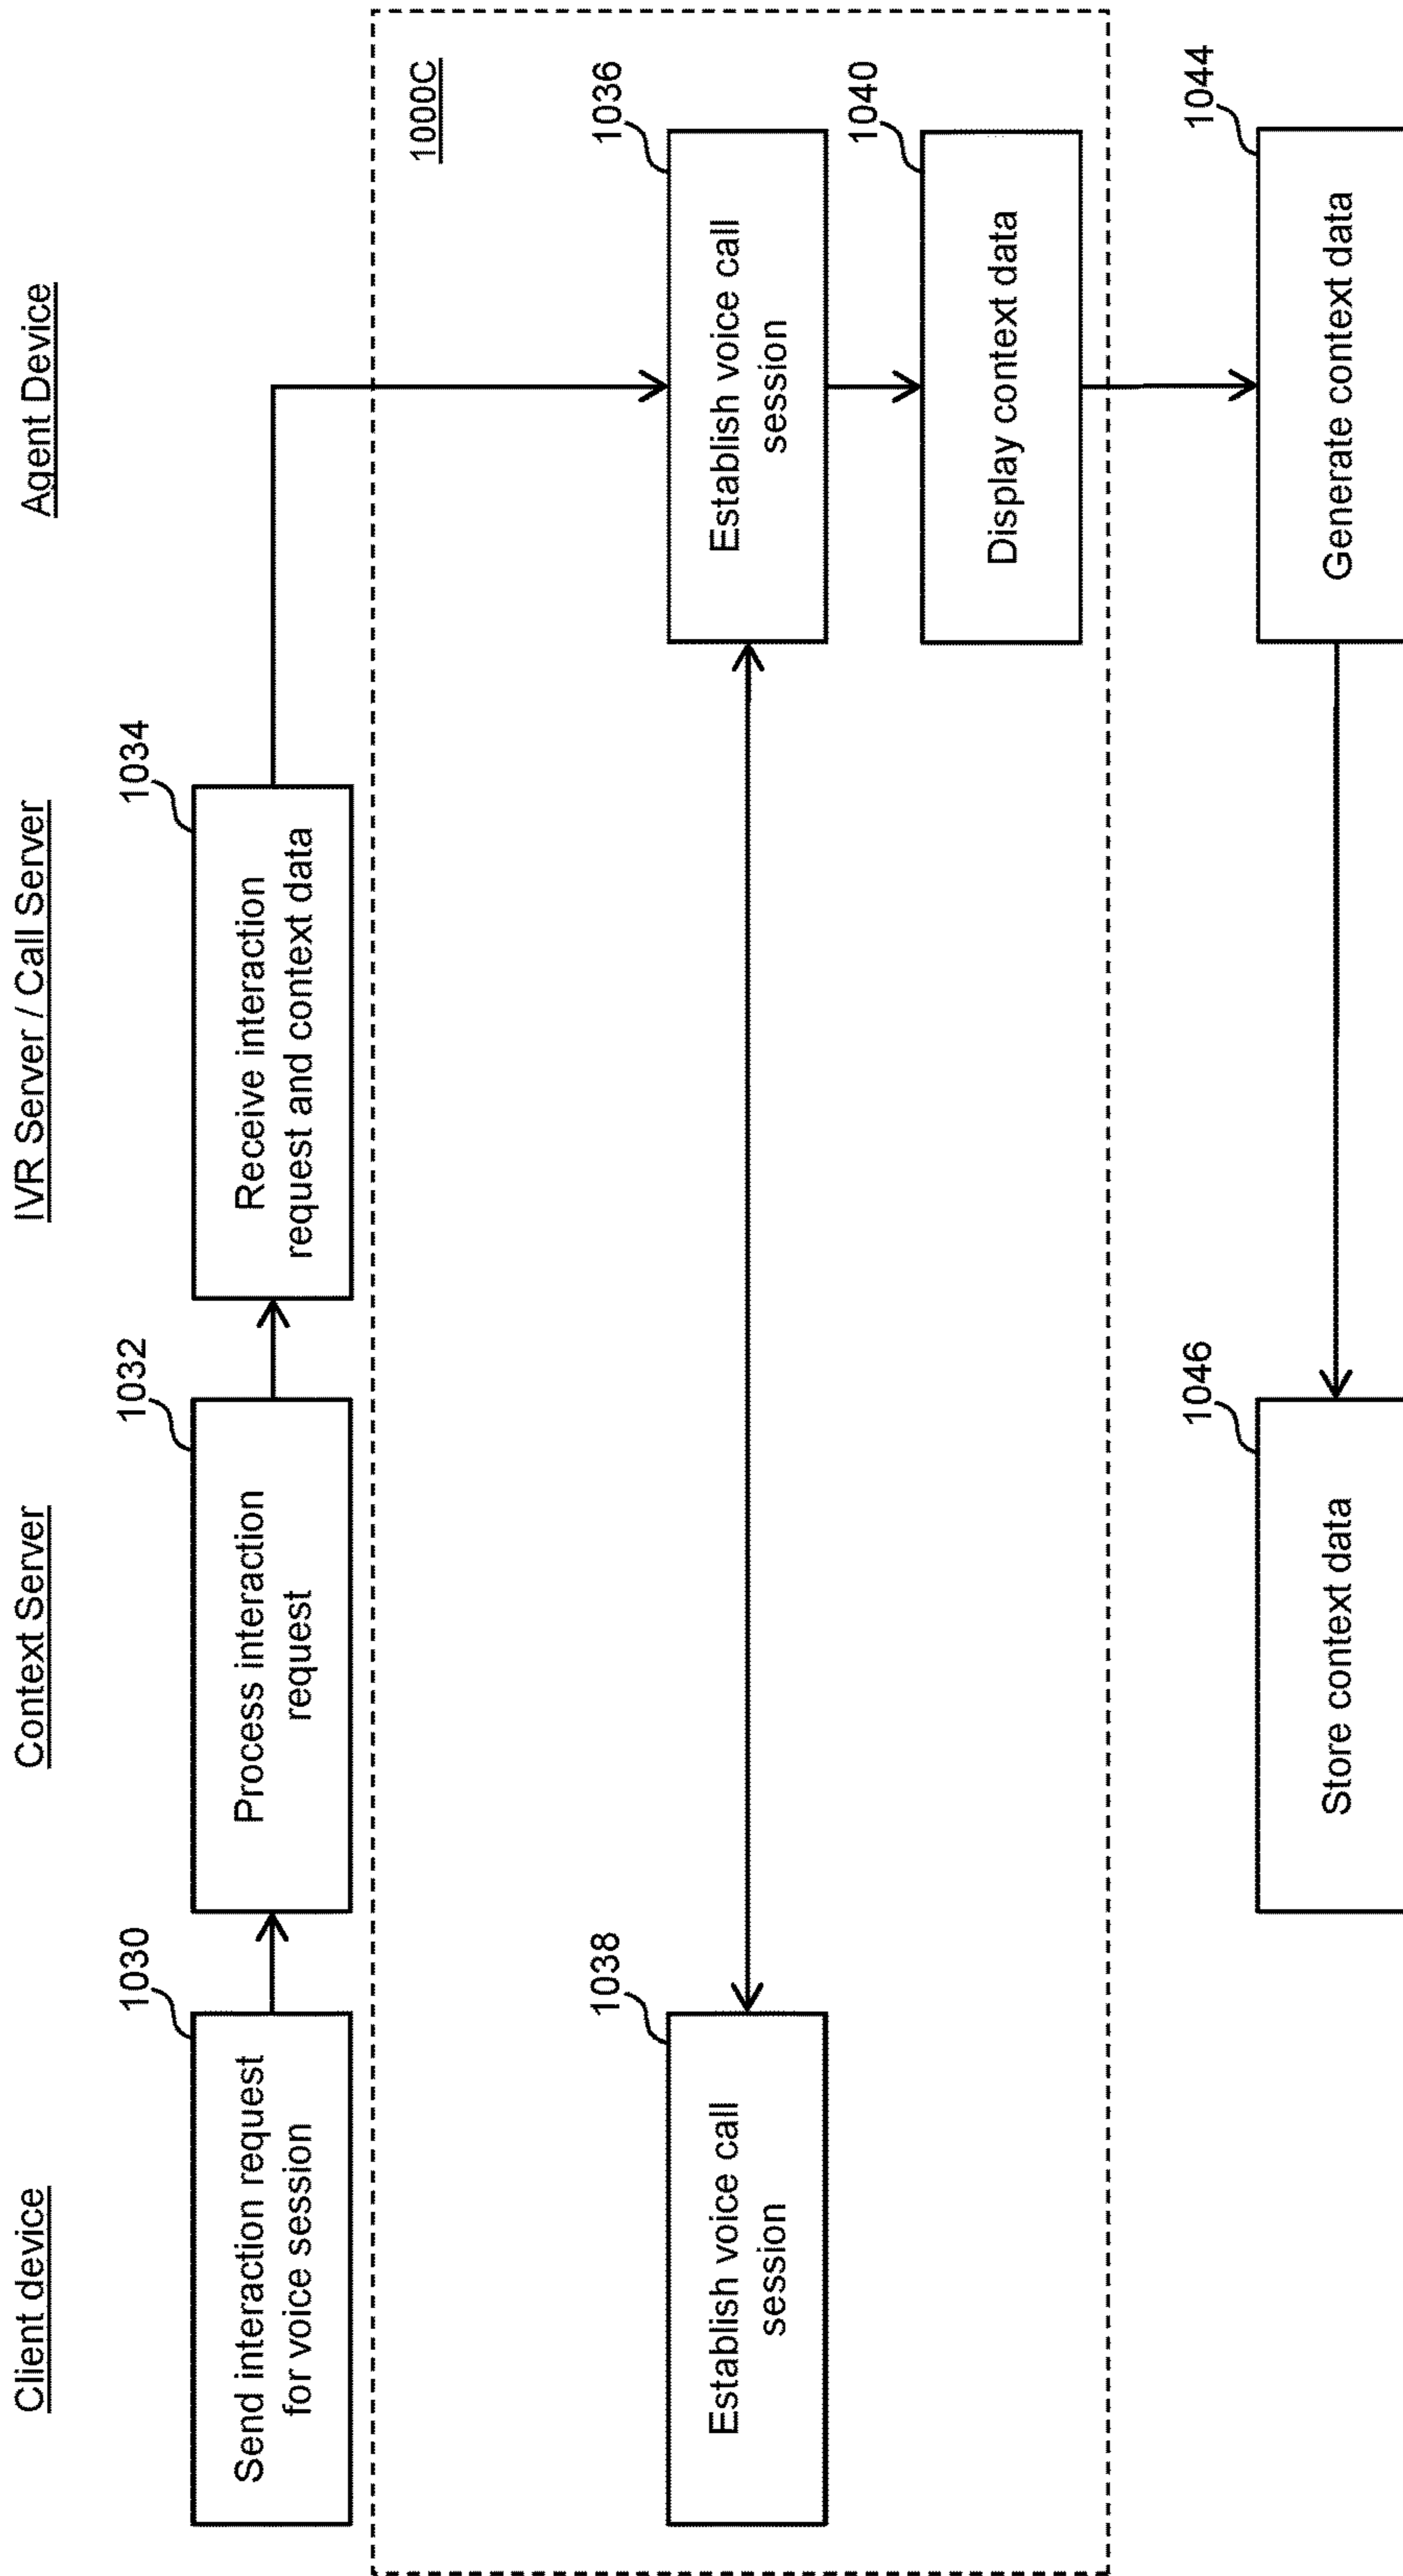 Client device
Context Server
IVR Server / Call Server
Agent Device
1030
Send interaction request
for voice session
1032
Process interaction
request
1034
Receive interaction
request and context data
1000C
1038
Establish voice call
session
1036
Establish voice call
session
1040
Display context data
1046
Store context data
1044
Generate context data